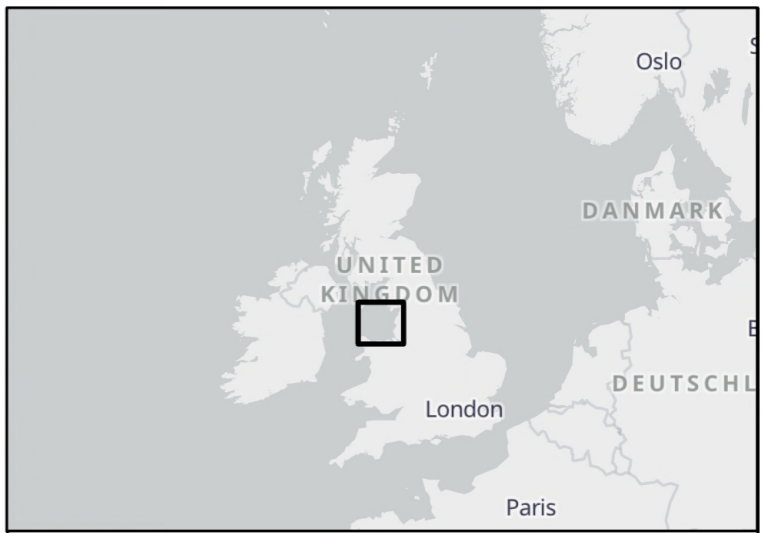 Oslo
DANMARK
UNITED
KINGDOM
DEUTSCHL
London
Paris